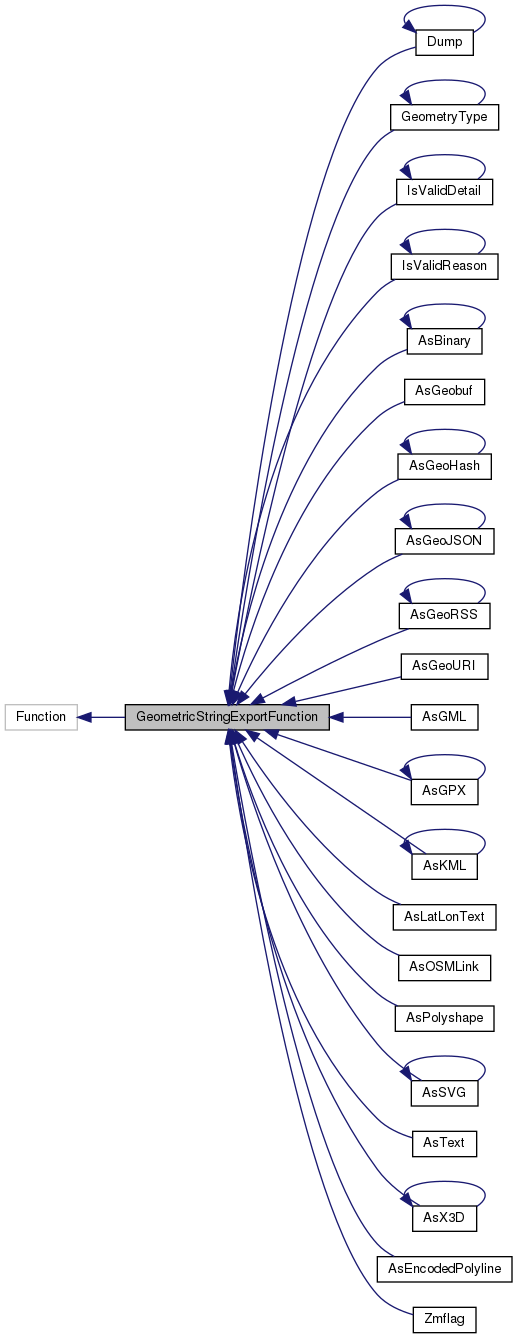 Dump
GeometryType
IsValidDetail
IsValidReason
AsBinary
AsGeobuf
AsGeoHash
AsGeoJSON
AsGeoRSS
AsGeoURI
Function
GeometricStringExportFunction
AsGML
AsGPX
AsKML
AsLatLonText
AsOSMLink
AsPolyshape
AsSVG
AsText
AsX3D
AsEncodedPolyline
Zmflag